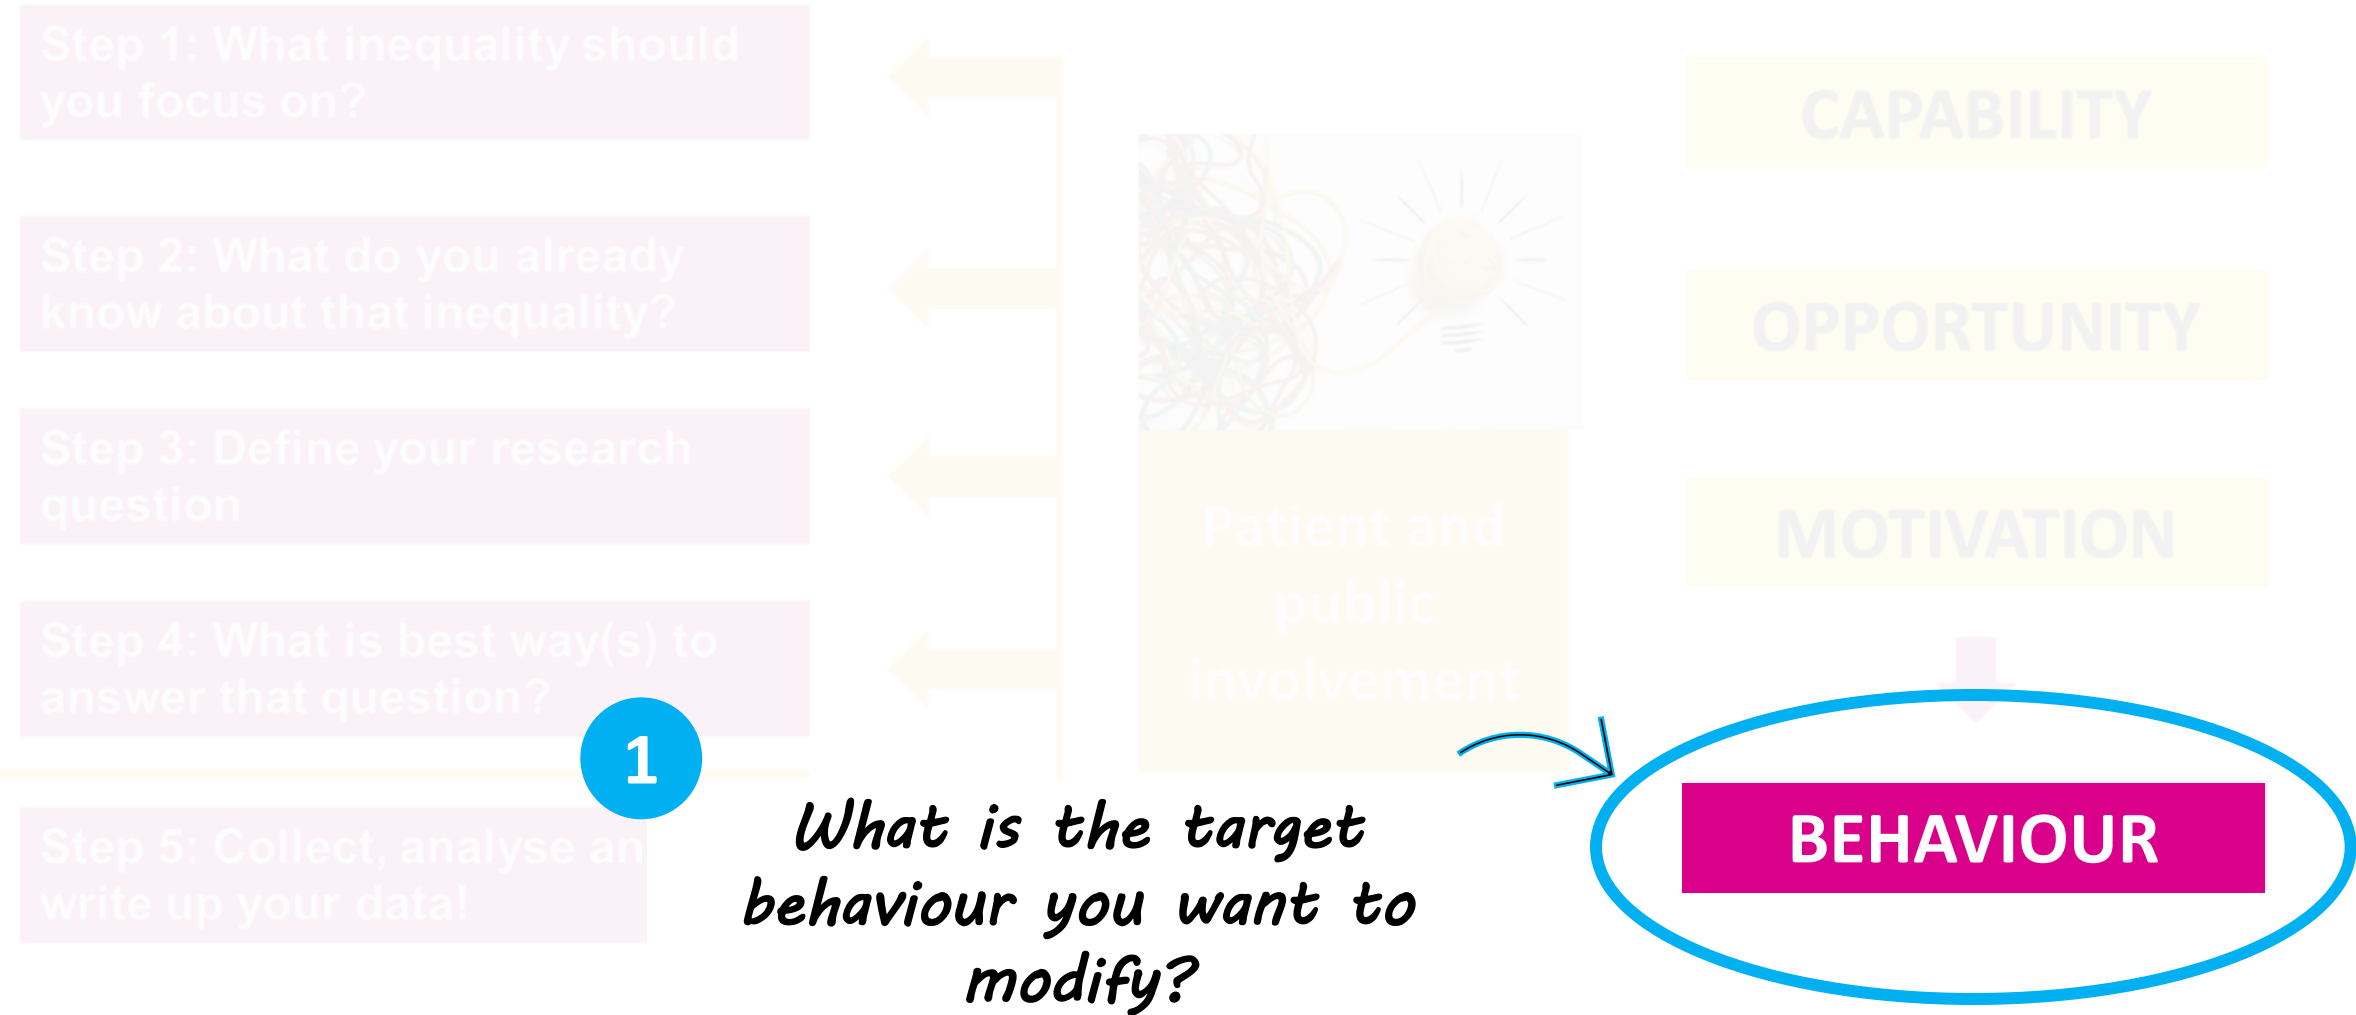 Step 1: What inequality should
you focus on?
Step 2: What do you already
know about that inequality?
Step 3: Define your research
question
Step 4: What is best way(s) to
answer that question?
Step 5: Collect, analyse an
write up your data!
Patient and
public
involvement
CAPABILITY
OPPORTUNITY
MOTIVATION
BEHAVIOUR
1
What is the target
behaviour you want to
modify?